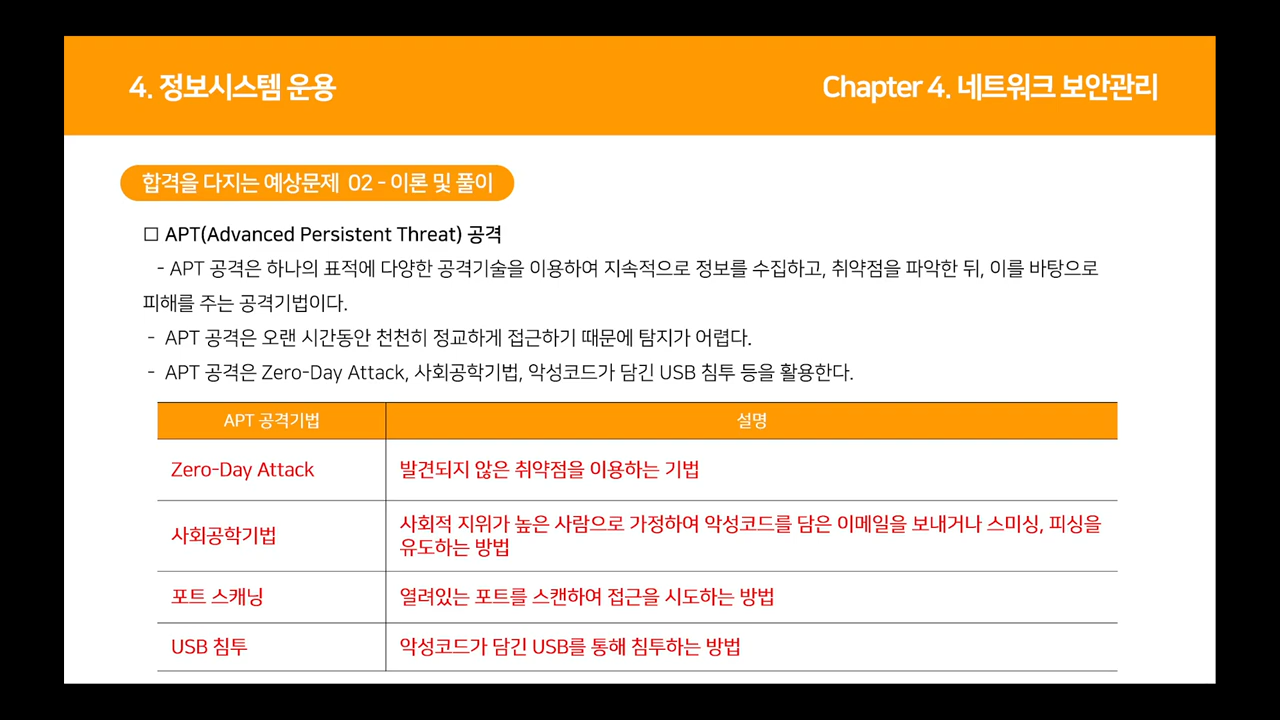 4. 정보시스템 운용
Chapter 4. 네트워크 보안관리
합격을 다지는 예상문제 02 - 이론 및 풀이
□ APT(Advanced Persistent Threat) 공격
- APT 공격은 하나의 표적에 다양한 공격기술을 이용하여 지속적으로 정보를 수집하고, 취약점을 파악한 뒤, 이를 바탕으로
피해를 주는 공격기법이다.
- APT 공격은 오랜 시간동안 천천히 정교하게 접근하기 때문에 탐지가 어렵다.
- APT 공격은 Zero-Day Attack, 사회공학기법, 악성코드가 담긴 USB 침투 등을 활용한다.
APT 공격기법 설명
Zero-Day Attack 발견되지 않은 취약점을 이용하는 기법
사회공학기법 사회적 지위가 높은 사람으로 가정하여 악성코드를 담은 이메일을 보내거나 스미싱, 피싱을
유도하는 방법
포트 스캐닝 열려있는 포트를 스캔하여 접근을 시도하는 방법
USB 침투 악성코드가 담긴 USB를 통해 침투하는 방법